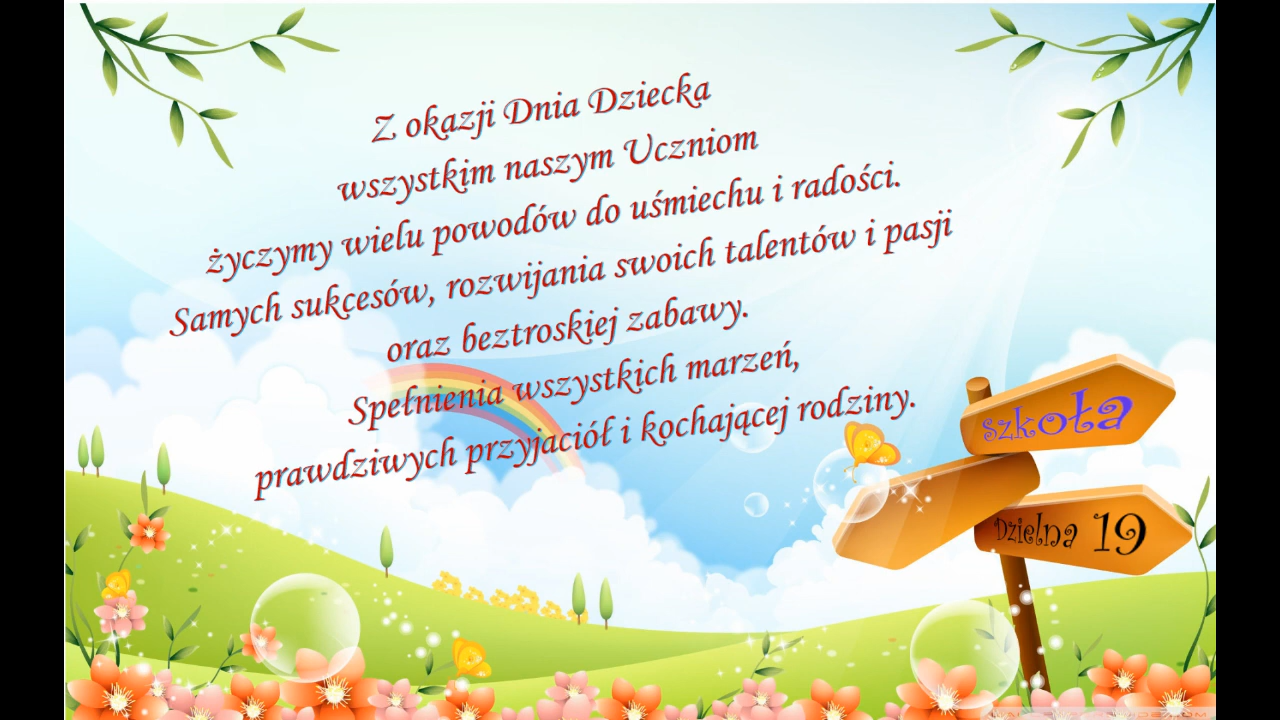 Z okazji Dnia Dziecka
wszystkim naszym Uczniom
życzymy wielu powodów do uśmiechu i radości.
Samych sukcesów, rozwijania swoich talentów i pasji
oraz beztroskiej zabawy.
Spełnienia wszystkich marzeń,
prawdziwych przyjaciół i kochającej rodziny.
szkoła
Dzielna 19